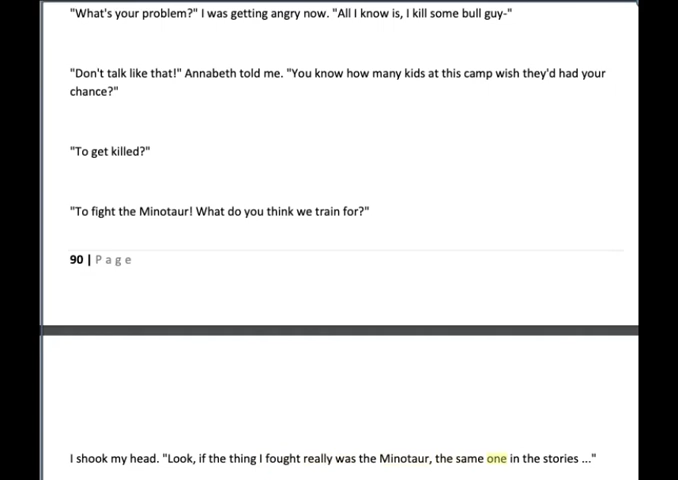 "What's your problem?" I was getting angry now. "All I know is, I kill some bull guy-"
"Don't talk like that!" Annabeth told me. "You know how many kids at this camp wish they'd had your
chance?"
"To get killed?"
"To fight the Minotaur! What do you think we train for?"
90 | Page
I shook my head. "Look, if the thing I fought really was the Minotaur, the same one in the stories ..."